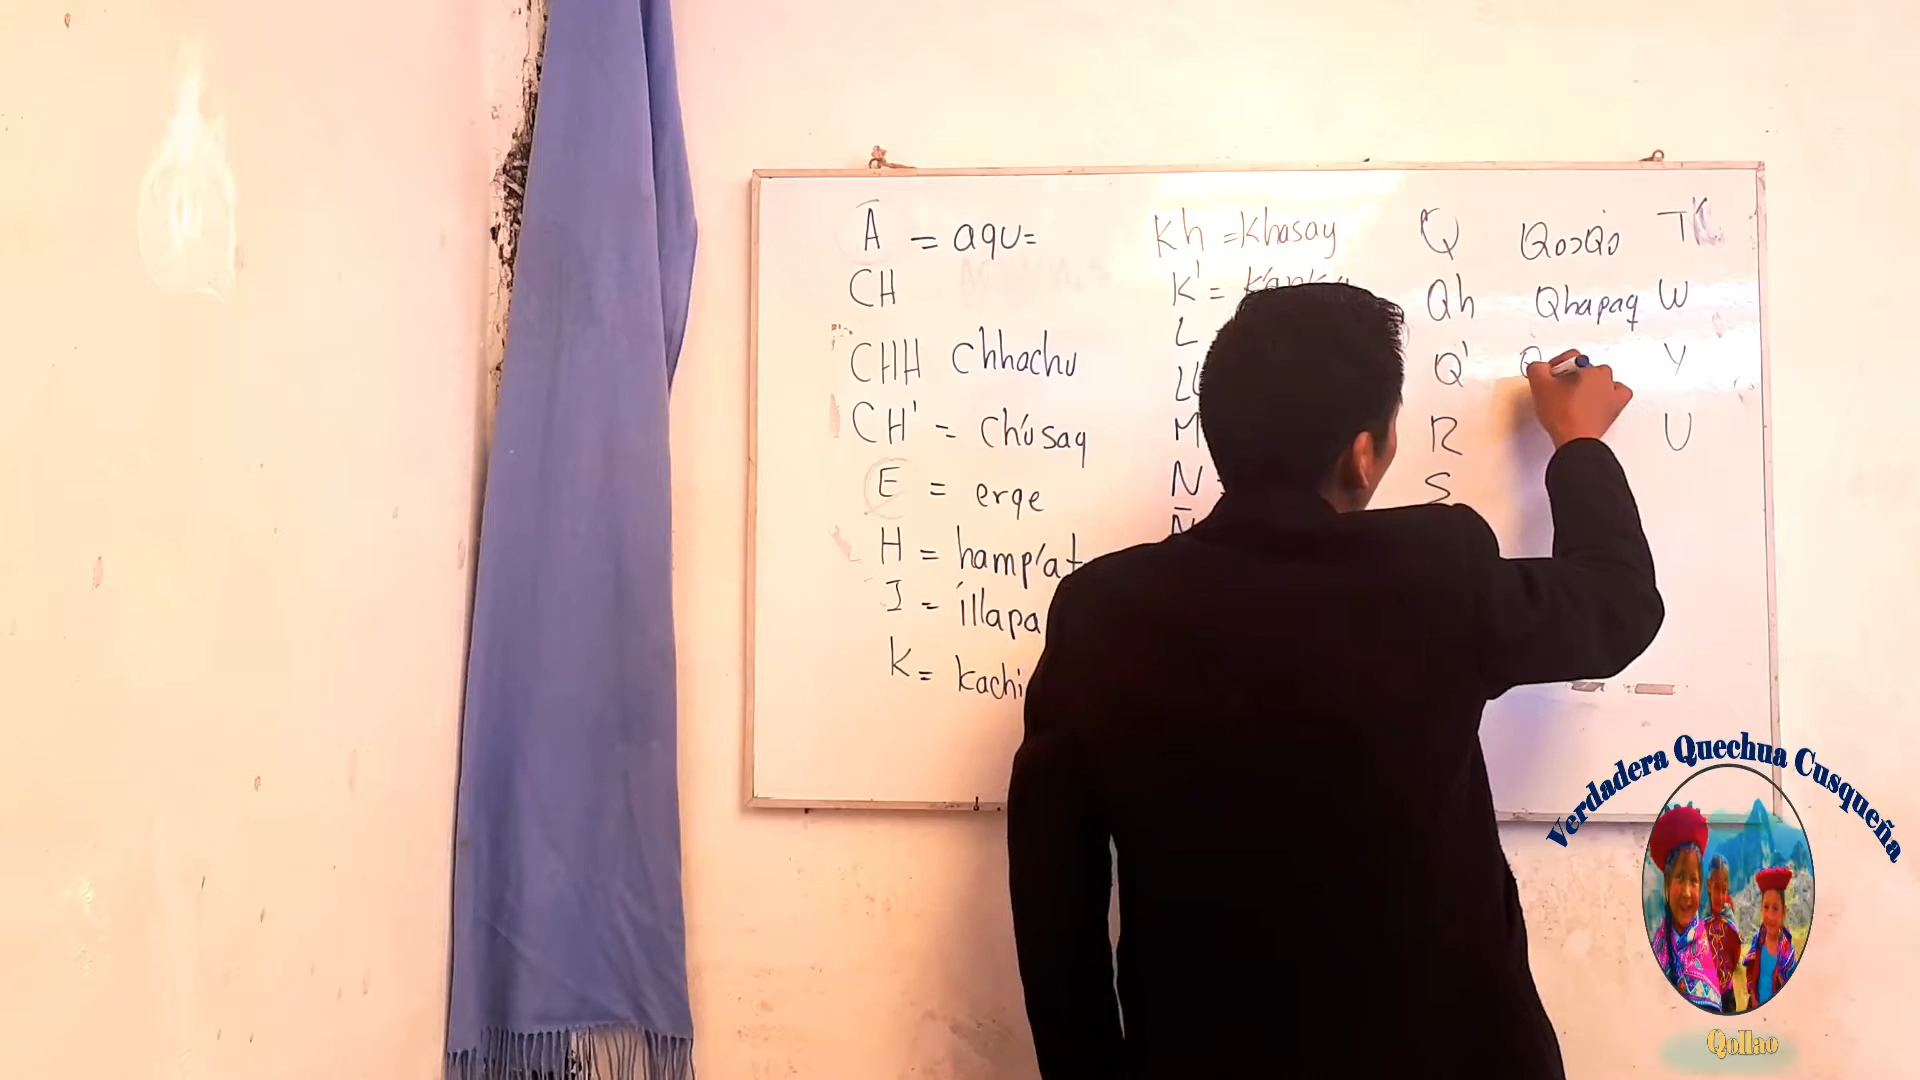 A = aqu=
CH
CHH chhachu
CH' = ch'usaq
E = erqe
H = hamp'at
I = illapa
K = kachi
Kh = Khasay
K' =
L
Ll
M
N
Ñ
Q QosQo
Qh Qhapaq
Q' Q
R
S
T
W
Y
U
Verdadera Quechua Cusqueña
Qollao